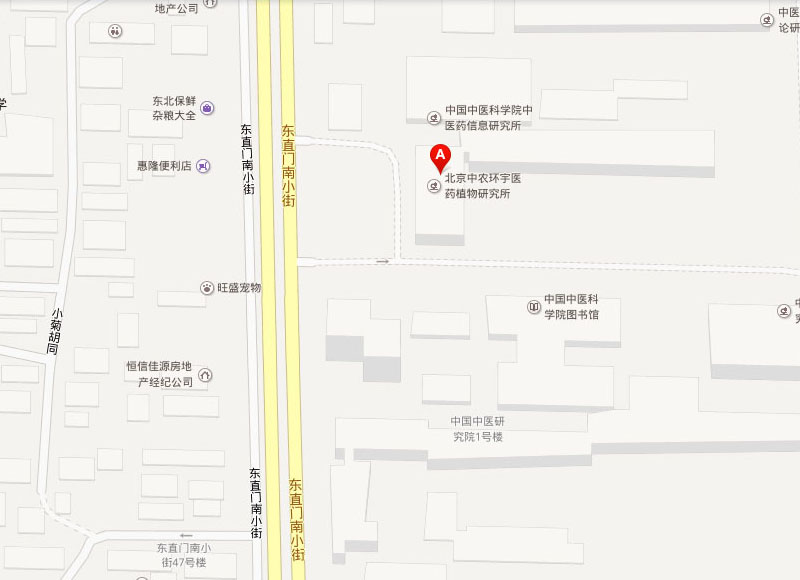 地产公司
中医
论研
学
东北保鲜
杂粮大全
中国中医科学院中
医药信息研究所
东直门南小街
东直门南小街
惠隆便利店
A
北京中农环宇医
药植物研究所
旺盛宠物
中国中医科
学院图书馆
小菊胡同
恒信佳源房地
产经纪公司
中国中医研
究院1号楼
东直门南小街
东直门南小街
东直门南小
街47号楼